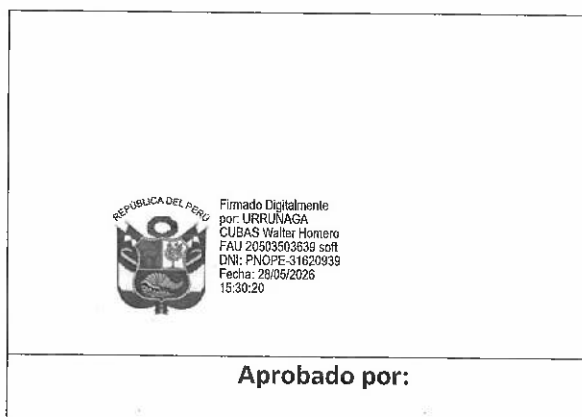 REPÚBLICA DEL PERÚ
Firmado Digitalmente
por: URRUÑAGA
CUBAS Walter Homero
FAU 20503503639 soft
DNI: PNOPE-31620939
Fecha: 28/05/2026
15:30:20
Aprobado por: